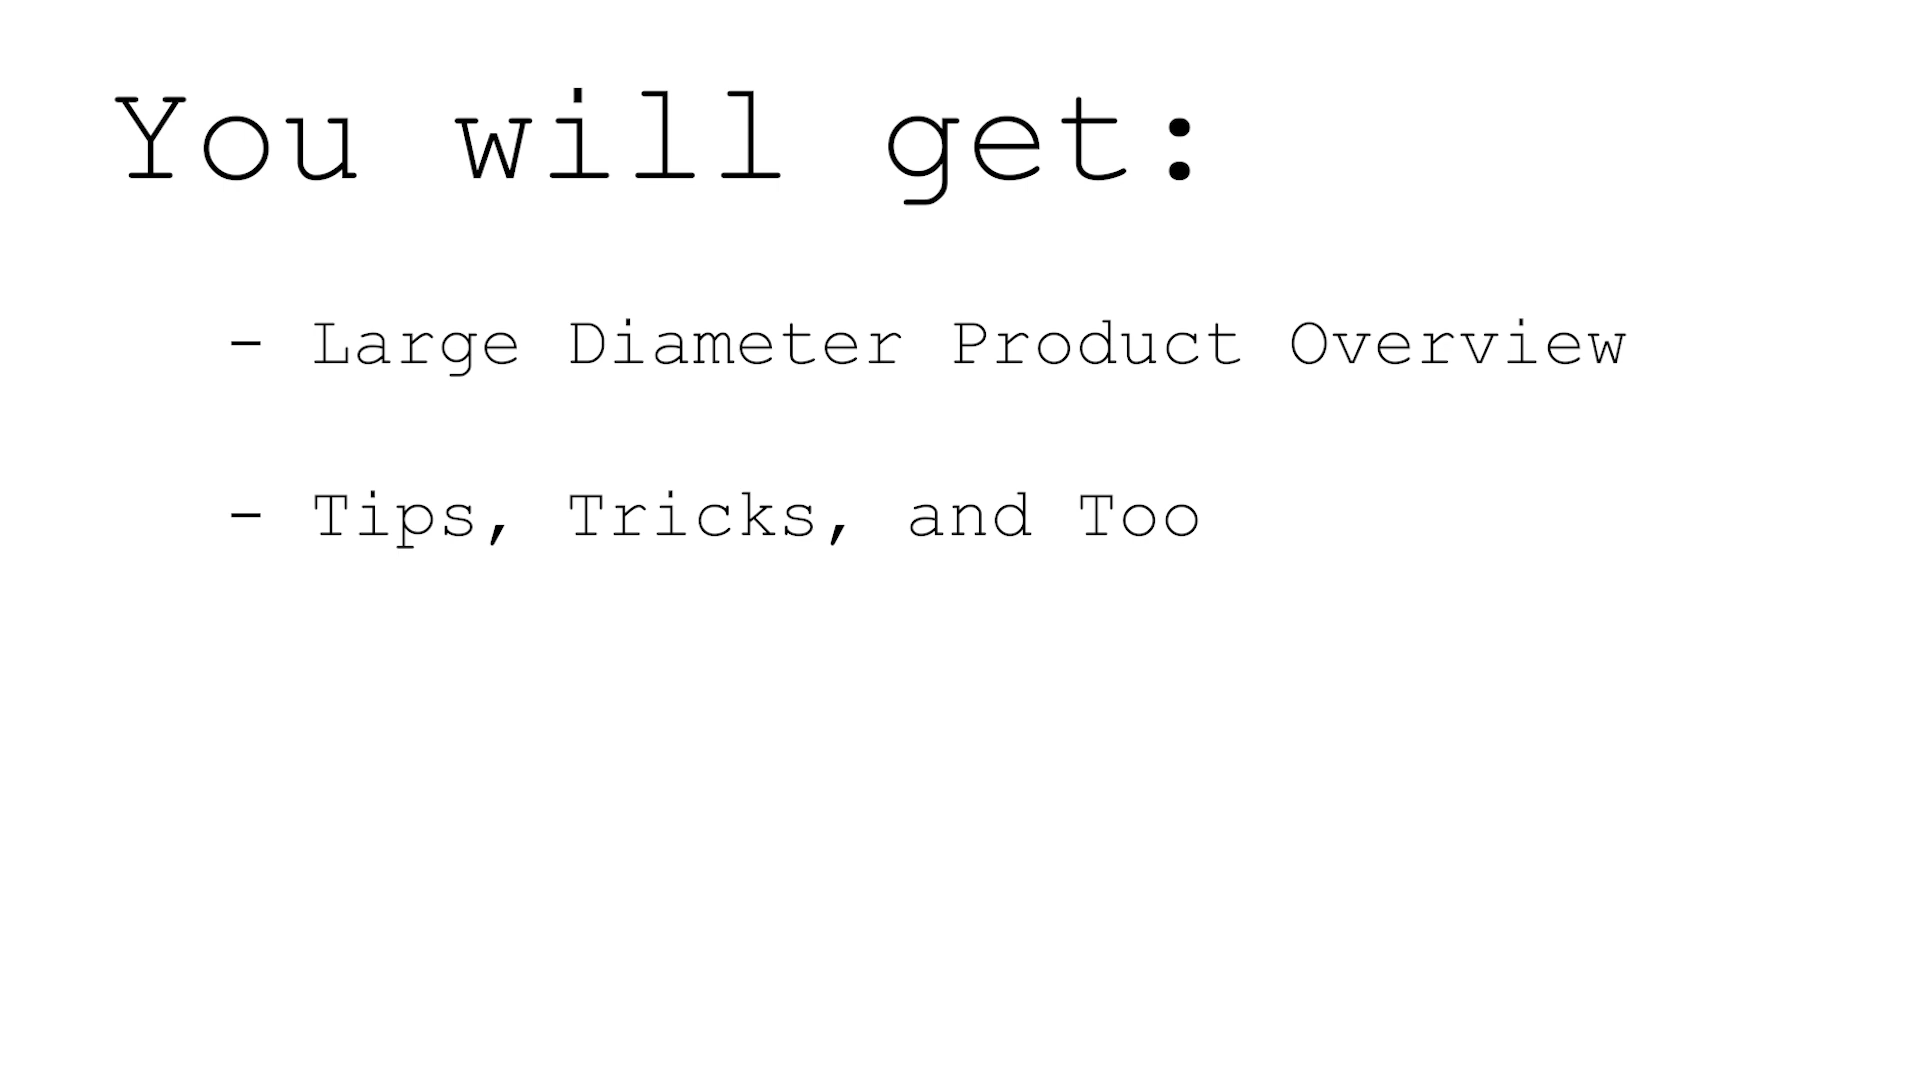 You will get:
- Large Diameter Product Overview
- Tips, Tricks, and Too